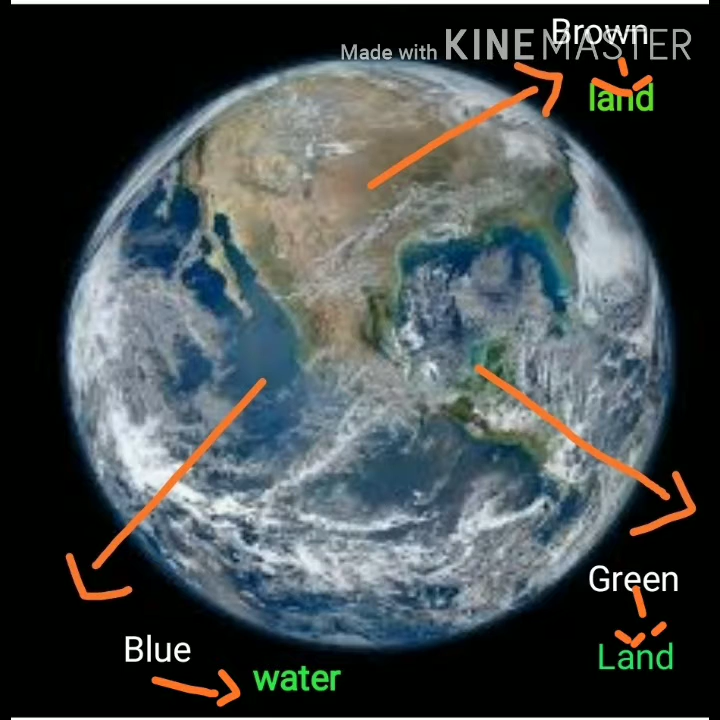 Brown
Made with KINEMASTER
land
Green
Blue
Land
water